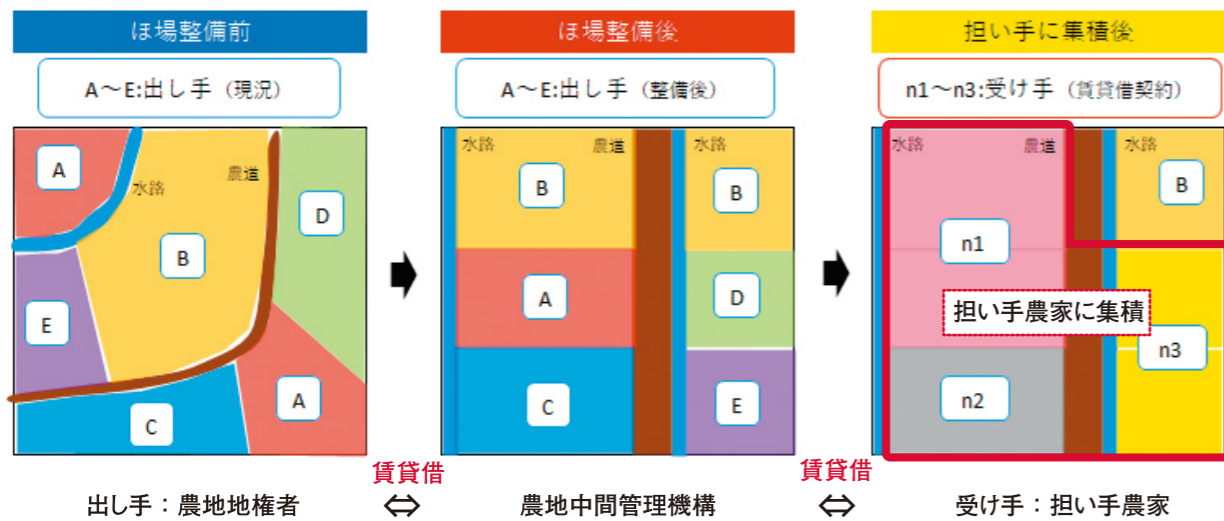 ほ場整備前
A～E:出し手（現況）
A
水路
農道
B
D
E
C
A
ほ場整備後
A～E:出し手（整備後）
水路
農道
水路
B
B
A
D
C
E
担い手に集積後
n1～n3:受け手（賃貸借契約）
水路
農道
水路
B
n1
担い手農家に集積
n3
n2
賃貸借
賃貸借
出し手：農地地権者
⇔
農地中間管理機構
⇔
受け手：担い手農家